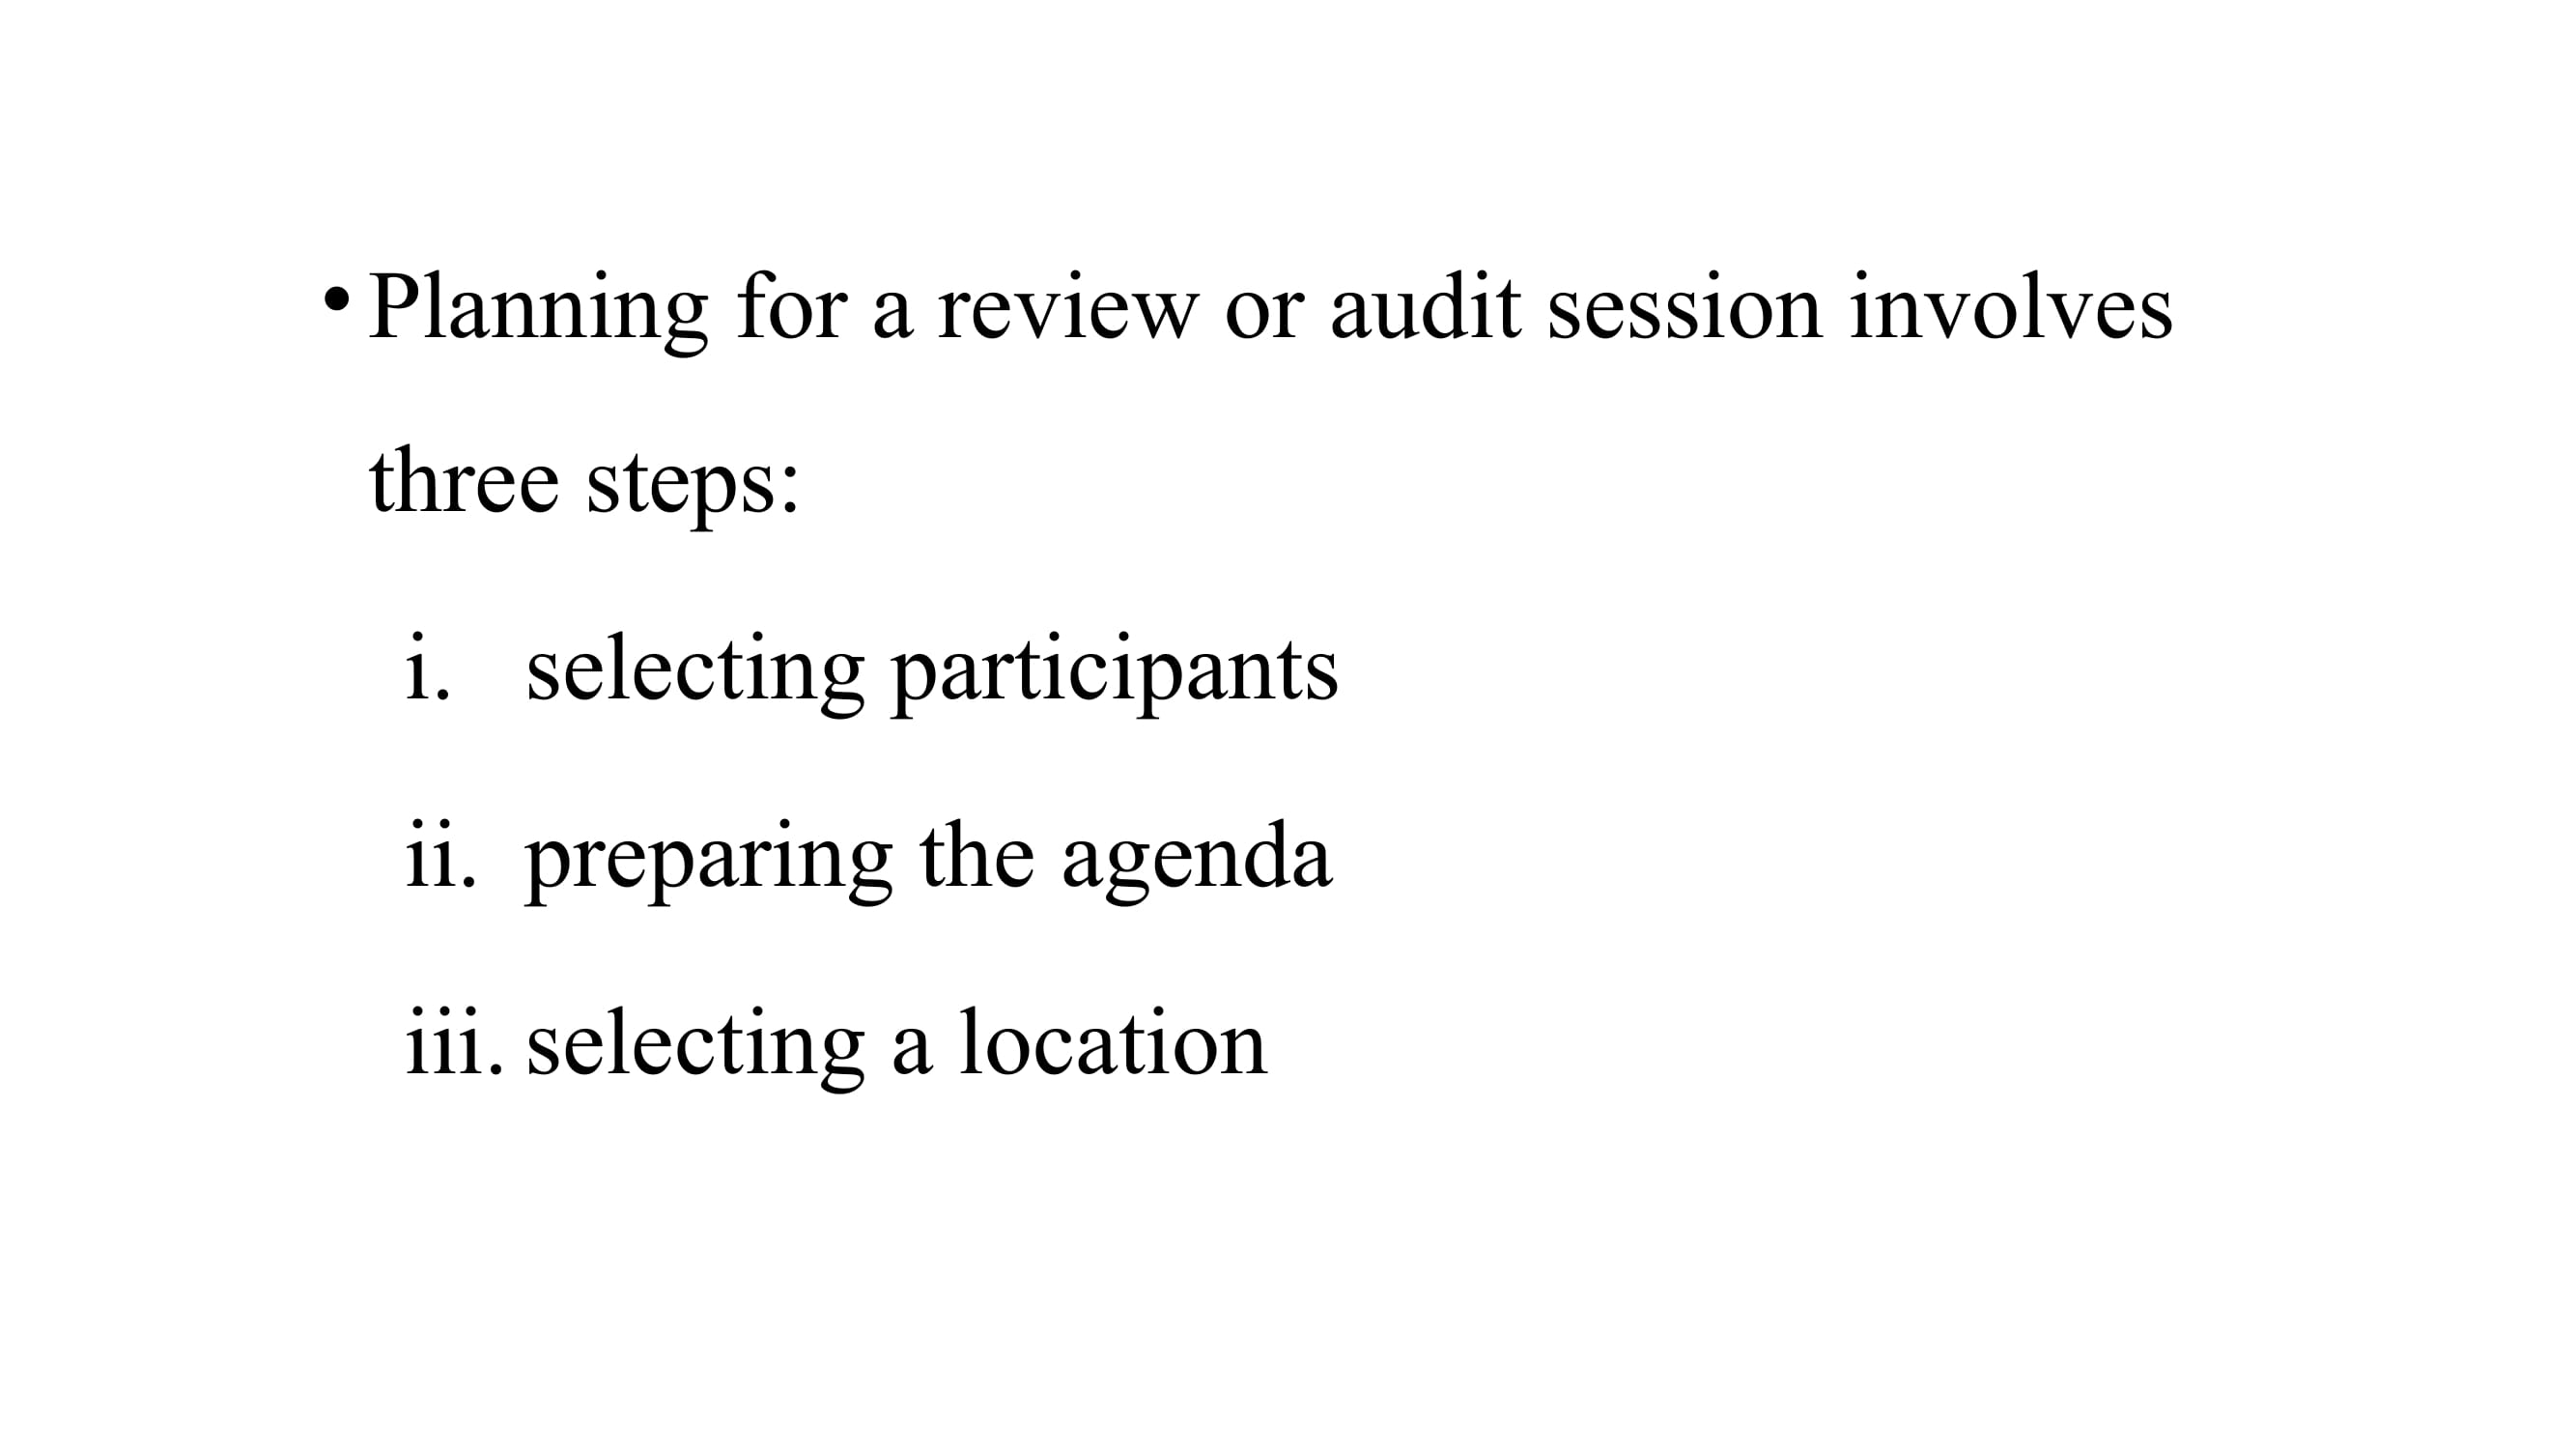 • Planning for a review or audit session involves
three steps:
i. selecting participants
ii. preparing the agenda
iii. selecting a location